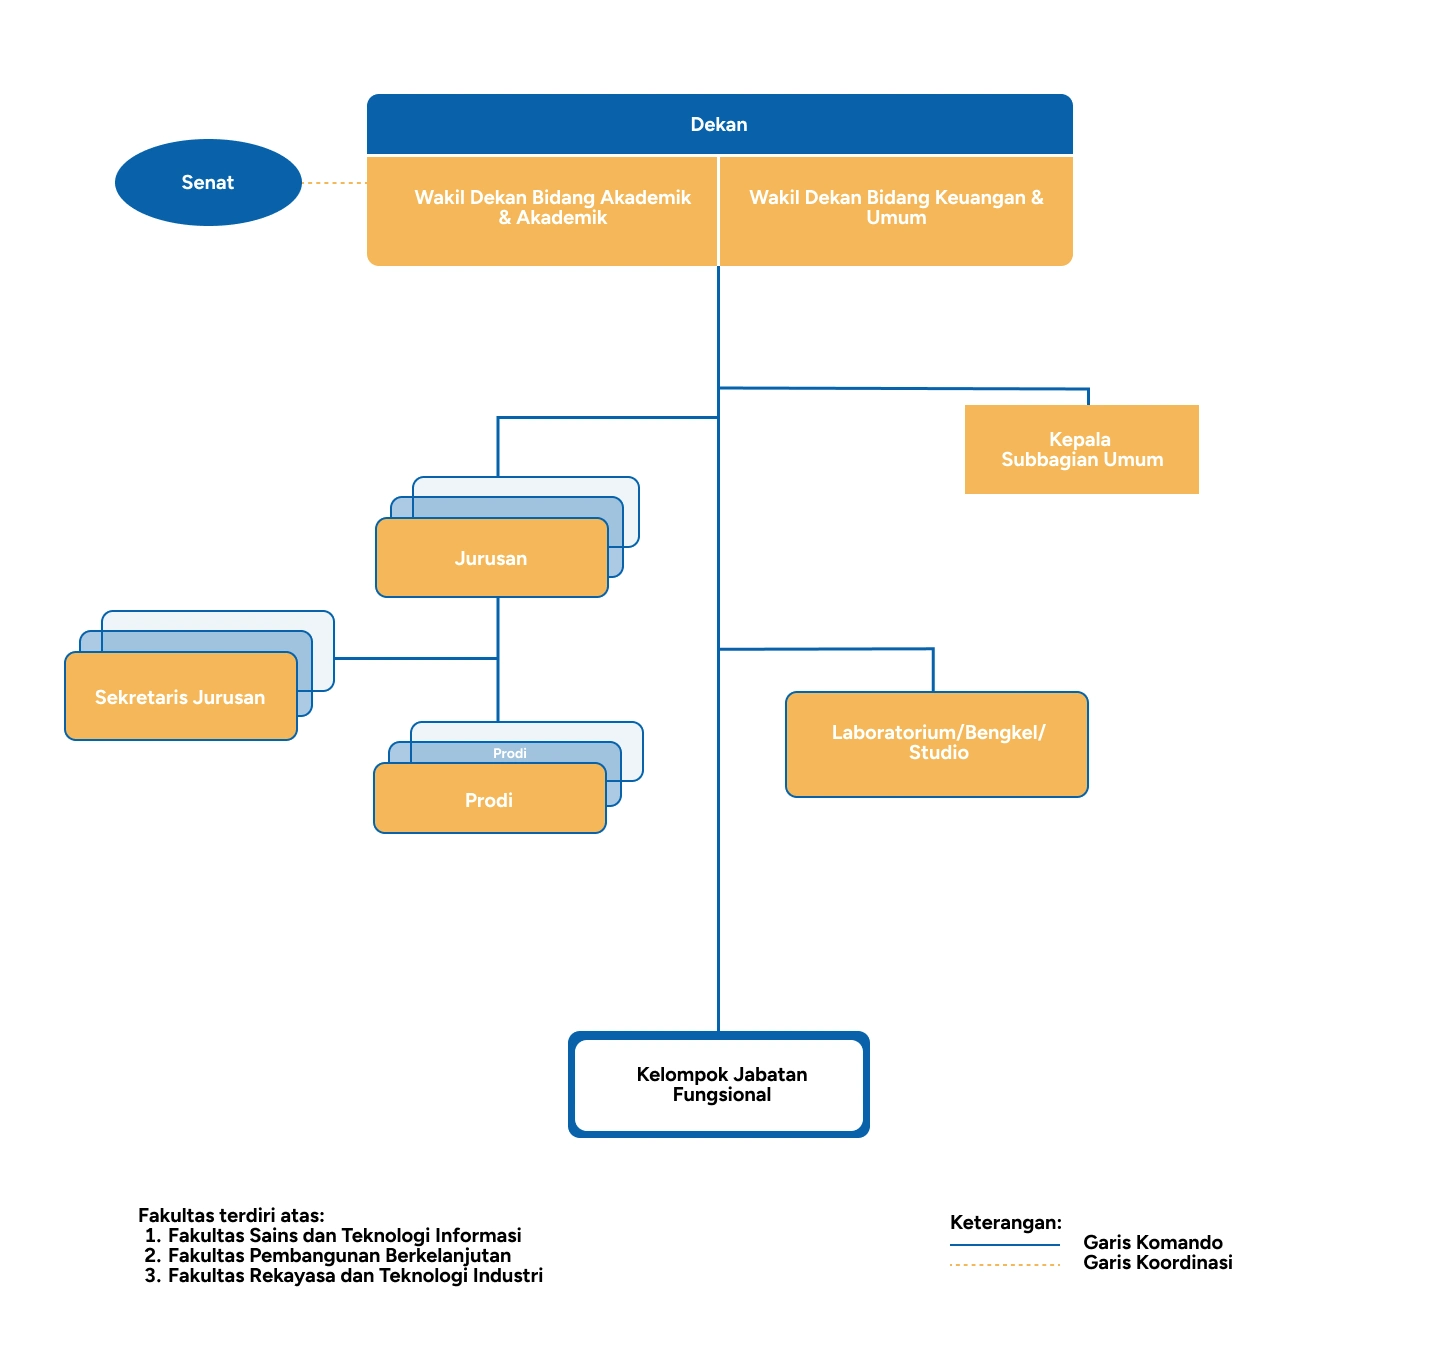 Dekan
Senat
Wakil Dekan Bidang Akademik
& Akademik
Wakil Dekan Bidang Keuangan &
Umum
Kepala
Subbagian Umum
Jurusan
Sekretaris Jurusan
Prodi
Prodi
Laboratorium/Bengkel/
Studio
Kelompok Jabatan
Fungsional
Fakultas terdiri atas:
1. Fakultas Sains dan Teknologi Informasi
2. Fakultas Pembangunan Berkelanjutan
3. Fakultas Rekayasa dan Teknologi Industri
Keterangan:
Garis Komando
Garis Koordinasi